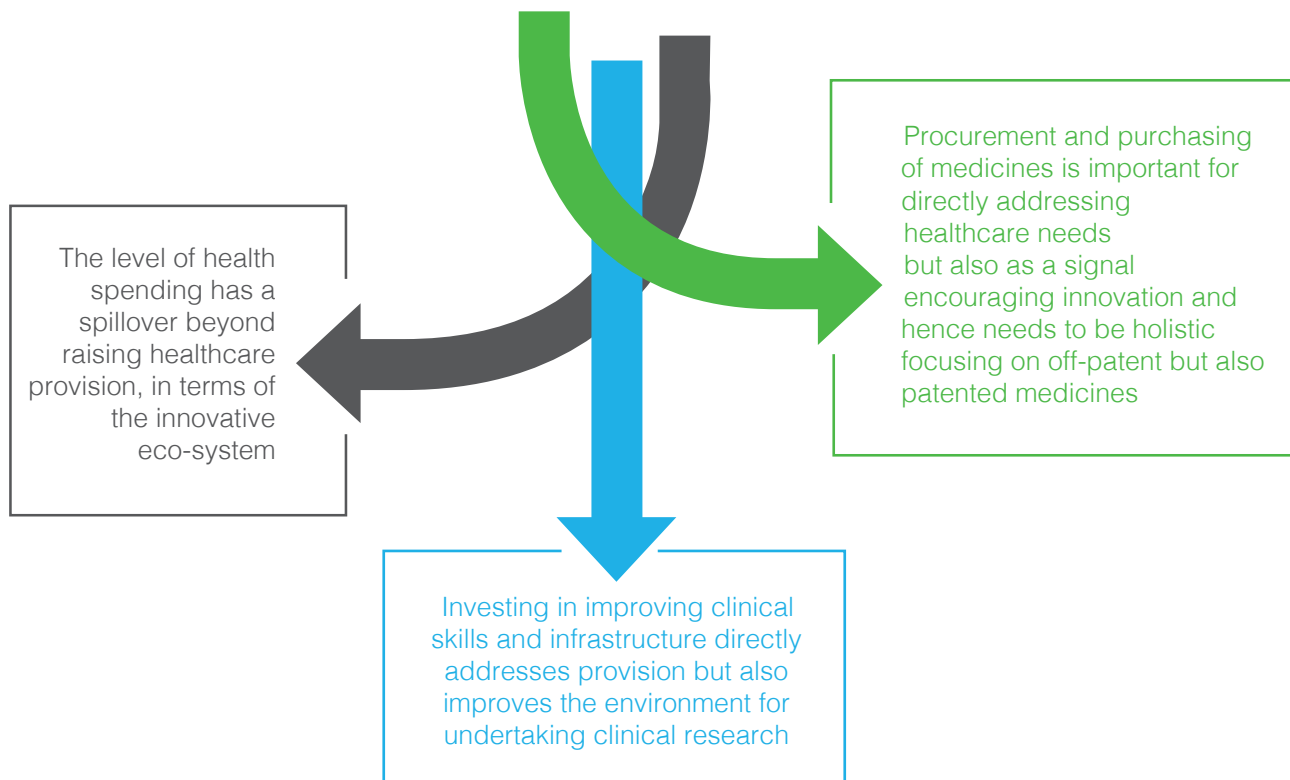 The level of health
spending has a
spillover beyond
raising healthcare
provision, in terms of
the innovative
eco-system
Investing in improving clinical
skills and infrastructure directly
addresses provision but also
improves the environment for
undertaking clinical research
Procurement and purchasing
of medicines is important for
directly addressing
healthcare needs
but also as a signal
encouraging innovation and
hence needs to be holistic
focusing on off-patent but also
patented medicines